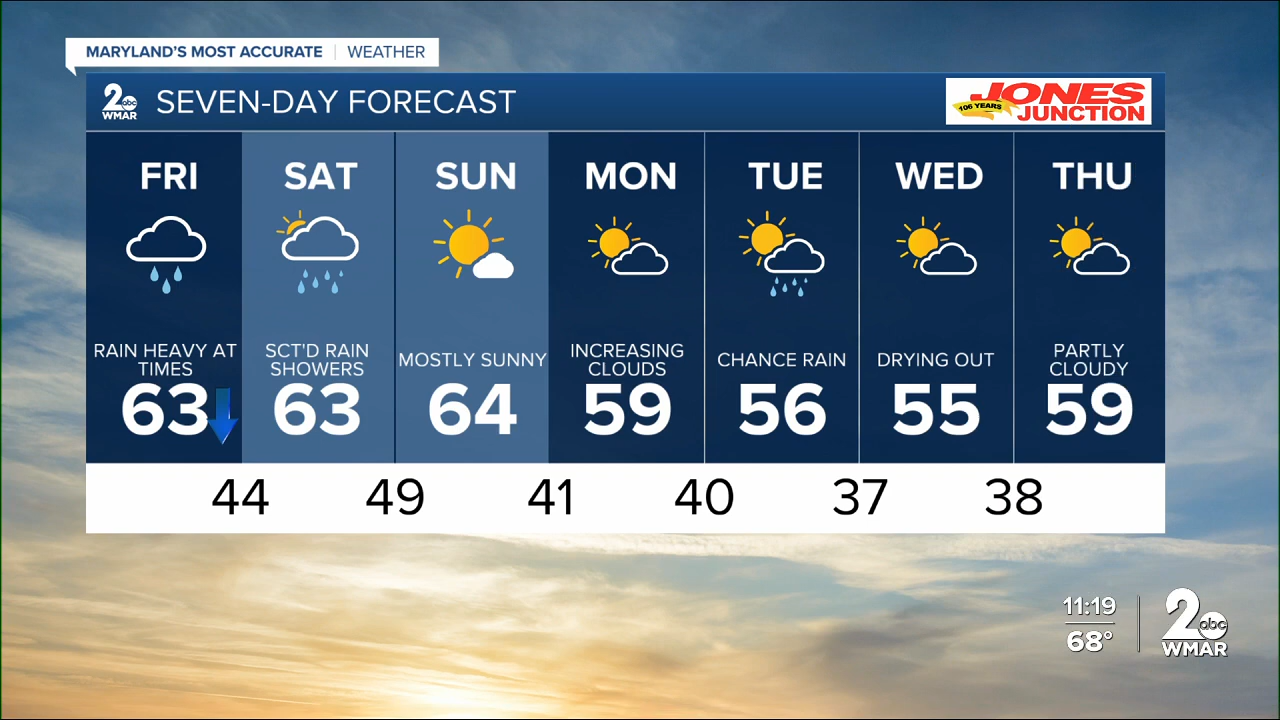 MARYLAND'S MOST ACCURATE | WEATHER
2 abc WMAR
SEVEN-DAY FORECAST
106 YEARS
JONES
JUNCTION
FRI SAT SUN MON TUE WED THU
RAIN HEAVY AT
TIMES
SCT'D RAIN
SHOWERS
MOSTLY SUNNY
INCREASING
CLOUDS
CHANCE RAIN
DRYING OUT
PARTLY
CLOUDY
63 63 64 59 56 55 59
44 49 41 40 37 38
11:19
68°
2 abc
WMAR